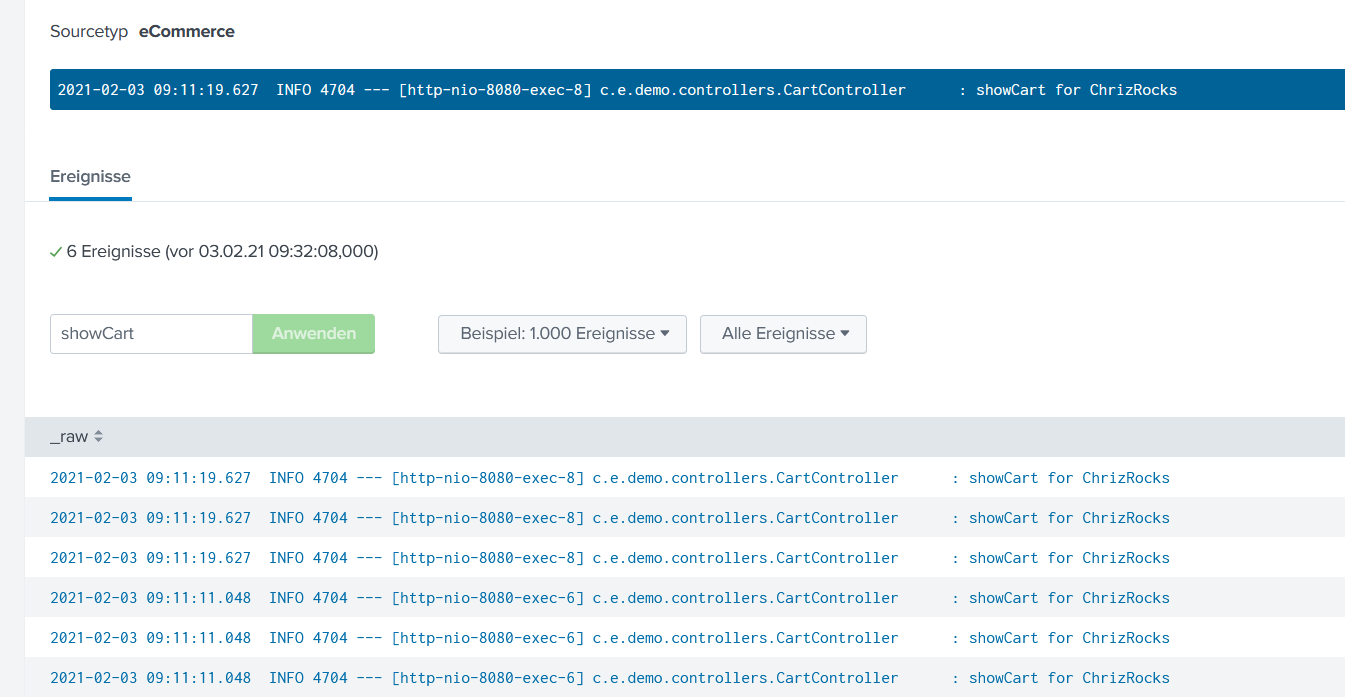 Sourcetyp eCommerce
2021-02-03 09:11:19.627  INFO 4704 --- [http-nio-8080-exec-8] c.e.demo.controllers.CartController      : showCart for ChrizRocks
Ereignisse
6 Ereignisse (vor 03.02.21 09:32:08,000)
showCart Anwenden Beispiel: 1.000 Ereignisse Alle Ereignisse
_raw
2021-02-03 09:11:19.627  INFO 4704 --- [http-nio-8080-exec-8] c.e.demo.controllers.CartController      : showCart for ChrizRocks
2021-02-03 09:11:19.627  INFO 4704 --- [http-nio-8080-exec-8] c.e.demo.controllers.CartController      : showCart for ChrizRocks
2021-02-03 09:11:19.627  INFO 4704 --- [http-nio-8080-exec-8] c.e.demo.controllers.CartController      : showCart for ChrizRocks
2021-02-03 09:11:11.048  INFO 4704 --- [http-nio-8080-exec-6] c.e.demo.controllers.CartController      : showCart for ChrizRocks
2021-02-03 09:11:11.048  INFO 4704 --- [http-nio-8080-exec-6] c.e.demo.controllers.CartController      : showCart for ChrizRocks
2021-02-03 09:11:11.048  INFO 4704 --- [http-nio-8080-exec-6] c.e.demo.controllers.CartController      : showCart for ChrizRocks